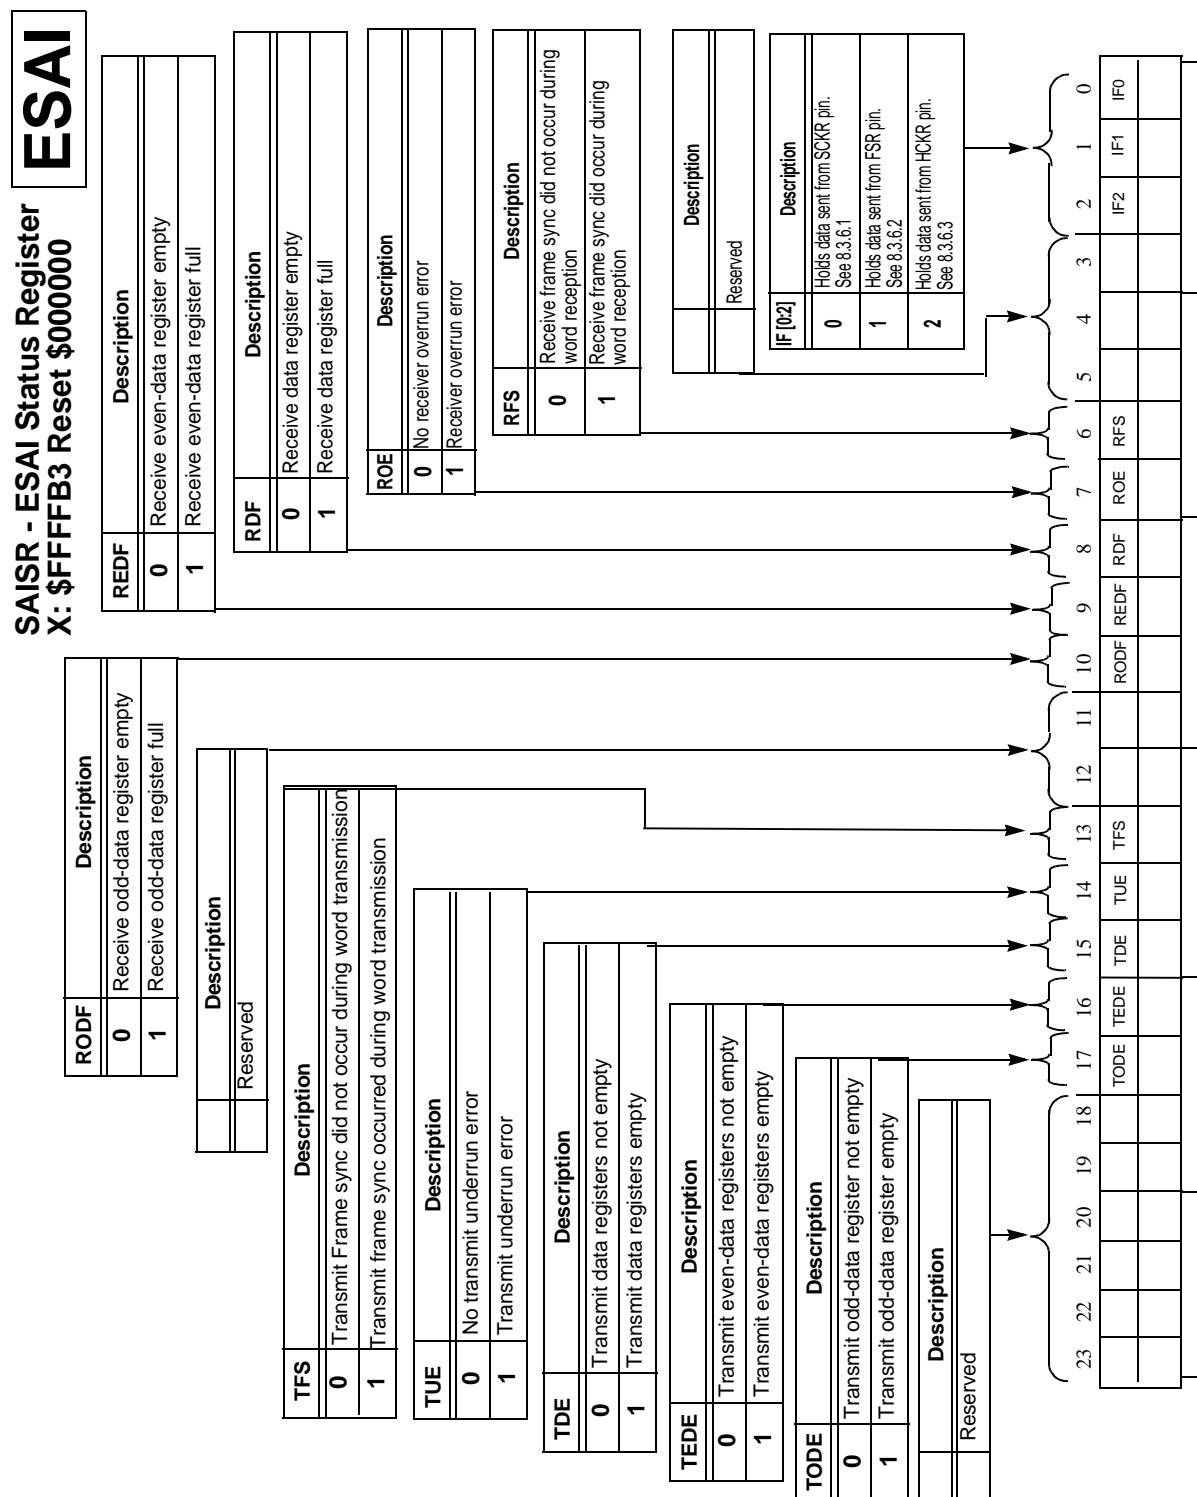 SAISR - ESAI Status Register
X: $FFFFB3 Reset $000000
ESAI
RODF Description
0 Receive odd-data register empty
1 Receive odd-data register full
REDF Description
0 Receive even-data register empty
1 Receive even-data register full
Description
Reserved
RDF Description
0 Receive data register empty
1 Receive data register full
TFS Description
0 Transmit Frame sync did not occur during word transmission
1 Transmit frame sync occurred during word transmission
ROE Description
0 No receiver overrun error
1 Receiver overrun error
TUE Description
0 No transmit underrun error
1 Transmit underrun error
RFS Description
0 Receive frame sync did not occur during
word reception
1 Receive frame sync did occur during
word reception
TDE Description
0 Transmit data registers not empty
1 Transmit data registers empty
Description
Reserved
TEDE Description
0 Transmit even-data registers not empty
1 Transmit even-data registers empty
IF [0:2] Description
0 Holds data sent from SCKR pin.
See 8.3.6.1
1 Holds data sent from FSR pin.
See 8.3.6.2
2 Holds data sent from HCKR pin.
See 8.3.6.3
TODE Description
0 Transmit odd-data register not empty
1 Transmit odd-data register empty
Description
Reserved
23 22 21 20 19 18 17 16 15 14 13 12 11 10 9 8 7 6 5 4 3 2 1 0
TODE TEDE TDE TUE TFS RODF REDF RDF ROE RFS IF2 IF1 IF0